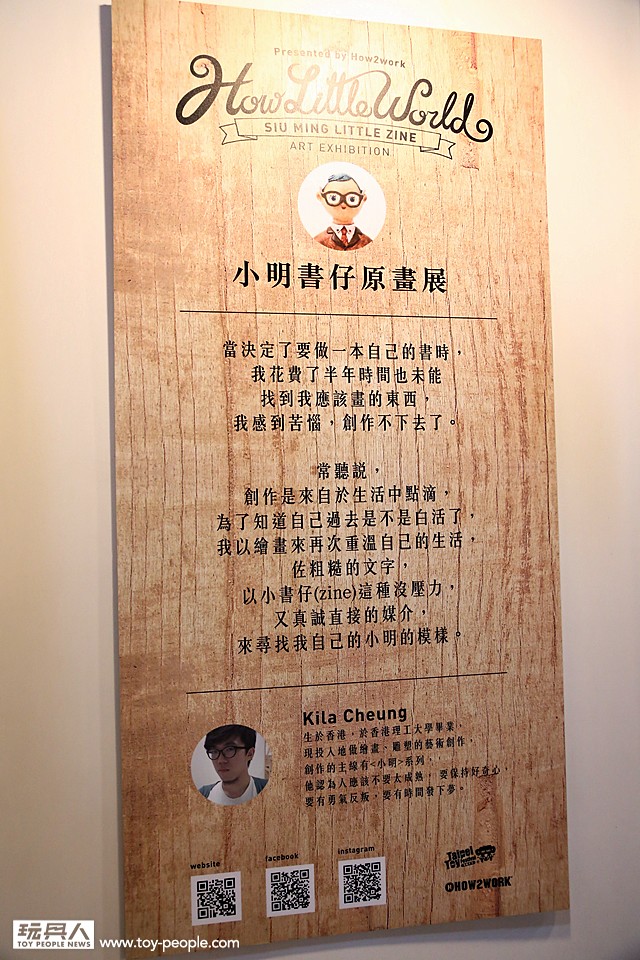 Presented by How2work
How Little World
SIU MING LITTLE ZINE
ART EXHIBITION
小明書仔原畫展
當決定了要做一本自己的書時，
我花費了半年時間也未能
找到我應該畫的東西，
我感到苦惱，創作不下去了。
常聽説，
創作是來自於生活中點滴，
為了知道自己過去是不是白活了，
我以繪畫來再次重溫自己的生活，
佐粗糙的文字，
以小書仔(zine)這種沒壓力，
又真誠直接的媒介，
來尋找我自己的小明的模樣。
Kila Cheung
生於香港，於香港理工大學畢業，
現投入地做繪畫、雕塑的藝術創作，
創作的主線有<小明>系列，
他認為人應該不要太成熟， 要保持好奇心，
要有勇氣反叛，要有時間發下夢。
website
facebook
instagram
Taipei
Toy
HOW2WORK
玩具人
TOY PEOPLE NEWS
www.toy-people.com